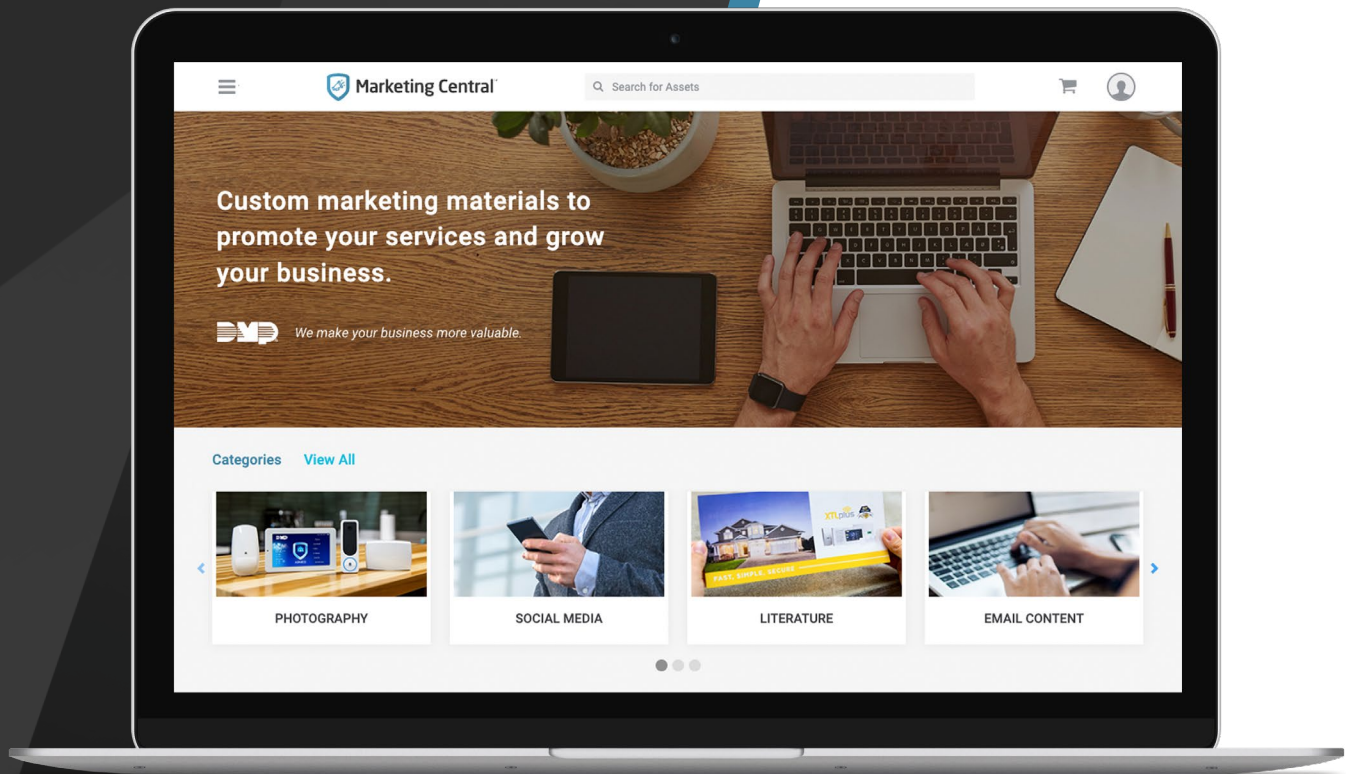 Marketing Central
Search for Assets
Custom marketing materials to
promote your services and grow
your business.
DMP
We make your business more valuable.
Categories View All
DMP
XTLplus
FAST. SIMPLE. SECURE
PHOTOGRAPHY
SOCIAL MEDIA
LITERATURE
EMAIL CONTENT